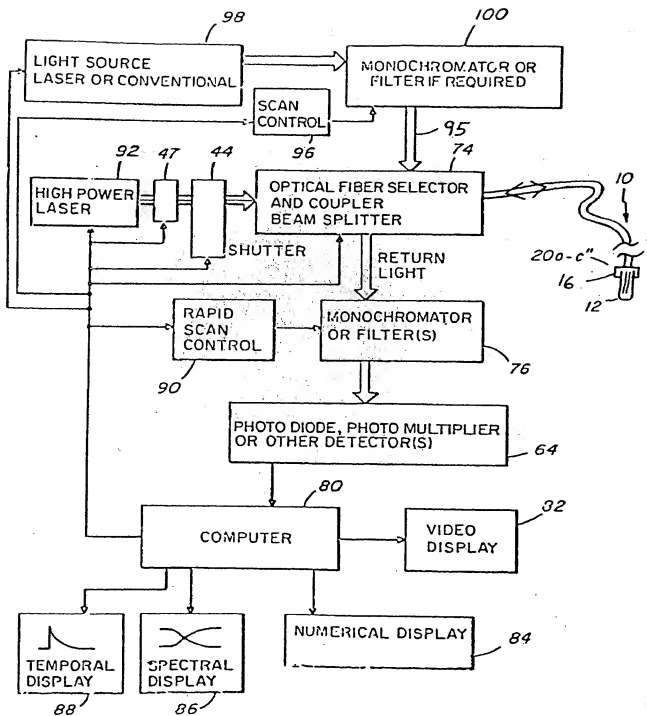 98
100
LIGHT SOURCE
LASER OR CONVENTIONAL
MONOCHROMATOR OR
FILTER IF REQUIRED
SCAN
CONTROL
96
95
92
47
44
74
HIGH POWER
LASER
OPTICAL FIBER SELECTOR
AND COUPLER
BEAM SPLITTER
10
SHUTTER
RETURN
LIGHT
20a-c"
16
12
RAPID
SCAN
CONTROL
90
MONOCHROMATOR
OR FILTER(S)
76
PHOTO DIODE, PHOTO MULTIPLIER
OR OTHER DETECTOR(S)
64
80
COMPUTER
32
VIDEO
DISPLAY
TEMPORAL
DISPLAY
88
SPECTRAL
DISPLAY
86
NUMERICAL DISPLAY
84